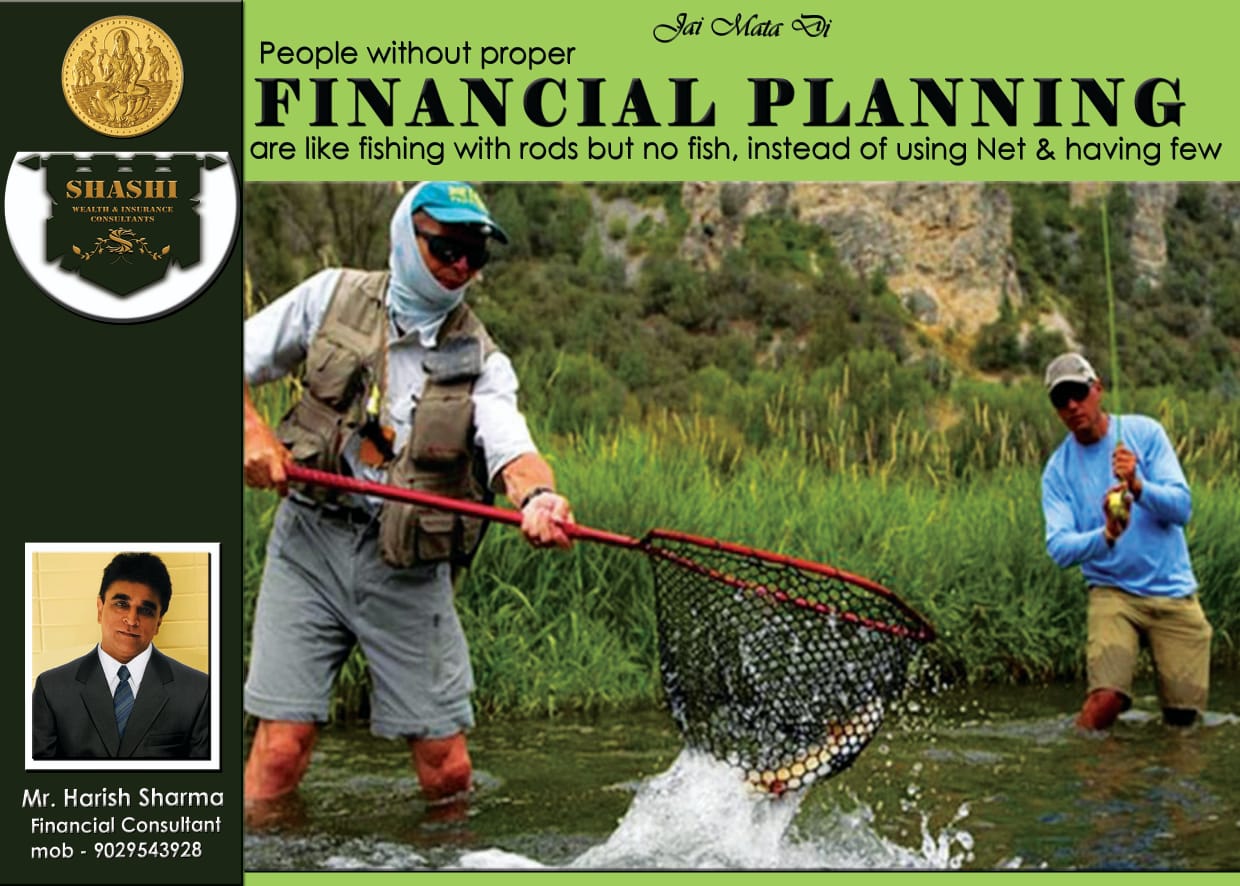 Jai Mata Di
People without proper
FINANCIAL PLANNING
are like fishing with rods but no fish, instead of using Net & having few
SHASHI
WEALTH & INSURANCE
CONSULTANTS
Mr. Harish Sharma
Financial Consultant
mob - 9029543928